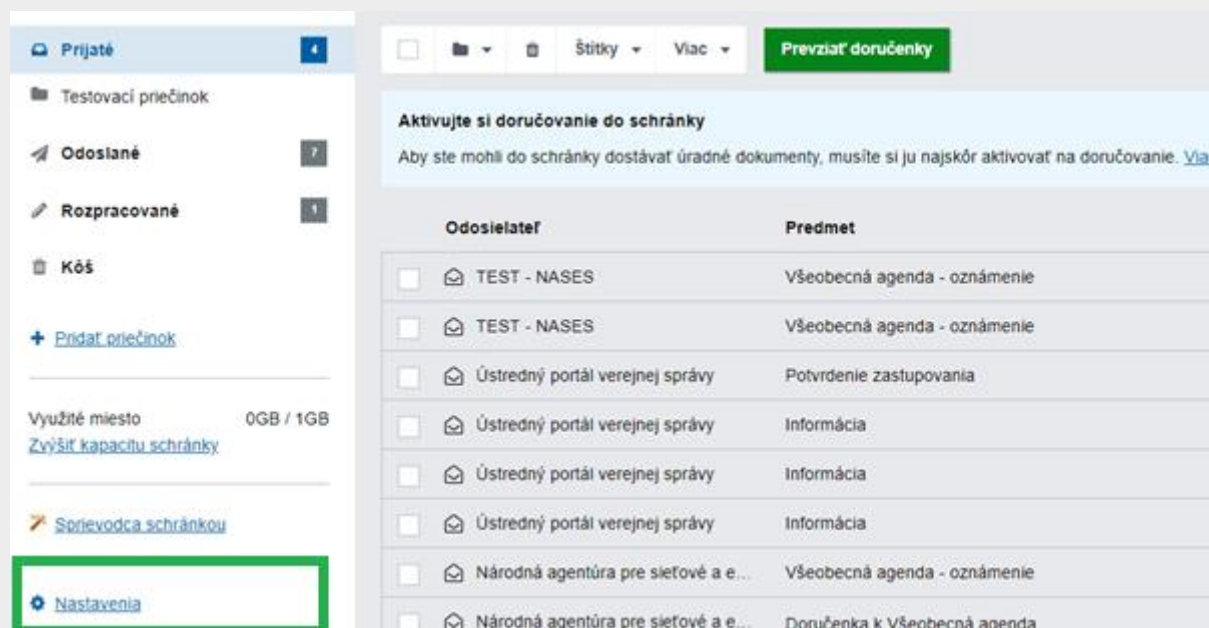 Prijaté 4
Testovací priečinok
Odoslané 7
Rozpracované 1
Kôš
Pridať priečinok
Využité miesto 0GB / 1GB
Zvýšiť kapacitu schránky
Sprievodca schránkou
Nastavenia
Štítky Viac Prevziať doručenky
Aktivujte si doručovanie do schránky
Aby ste mohli do schránky dostávať úradné dokumenty, musíte si ju najskôr aktivovať na doručovanie. Via
Odosielateľ Predmet
TEST - NASES Všeobecná agenda - oznámenie
TEST - NASES Všeobecná agenda - oznámenie
Ústredný portál verejnej správy Potvrdenie zastupovania
Ústredný portál verejnej správy Informácia
Ústredný portál verejnej správy Informácia
Ústredný portál verejnej správy Informácia
Národná agentúra pre sieťové a e... Všeobecná agenda - oznámenie
Národná agentúra pre sieťové a e... Doručenka k Všeobecná agenda